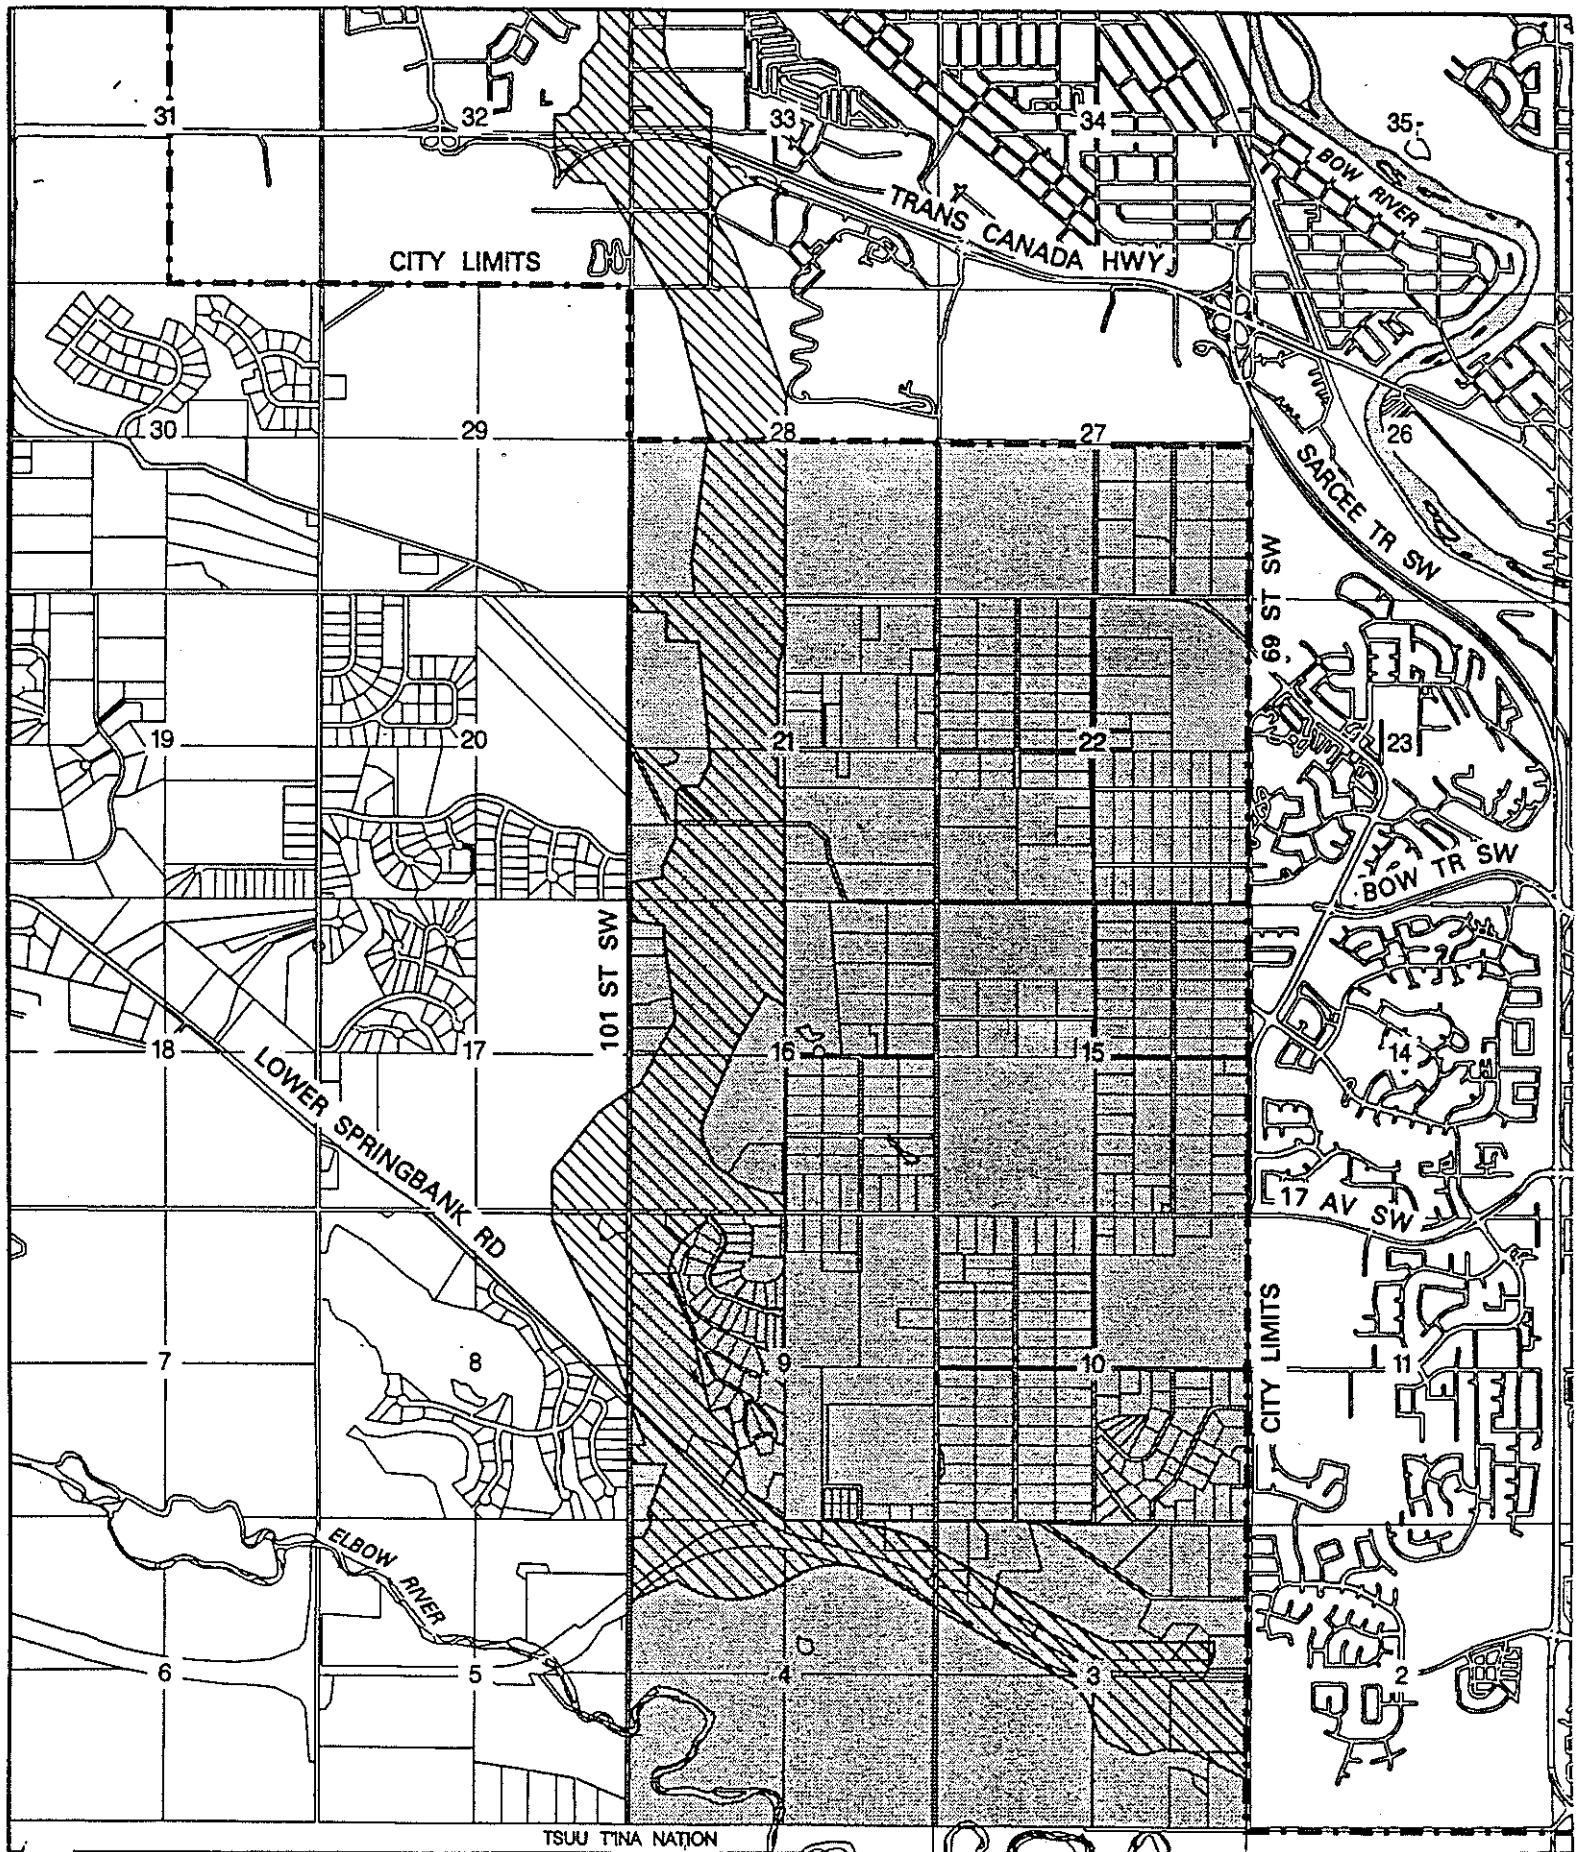 31
32
33
34
35
BOW RIVER
TRANS CANADA HWY
CITY LIMITS
30
29
28
27
26
SARCEE TR SW
69 ST SW
19
20
21
22
23
BOW TR SW
101 ST SW
18
17
16
15
14
LOWER SPRINGBANK RD
17 AV SW
CITY LIMITS
7
8
9
10
11
ELBOW RIVER
6
5
4
3
2
TSUU T'INA NATION